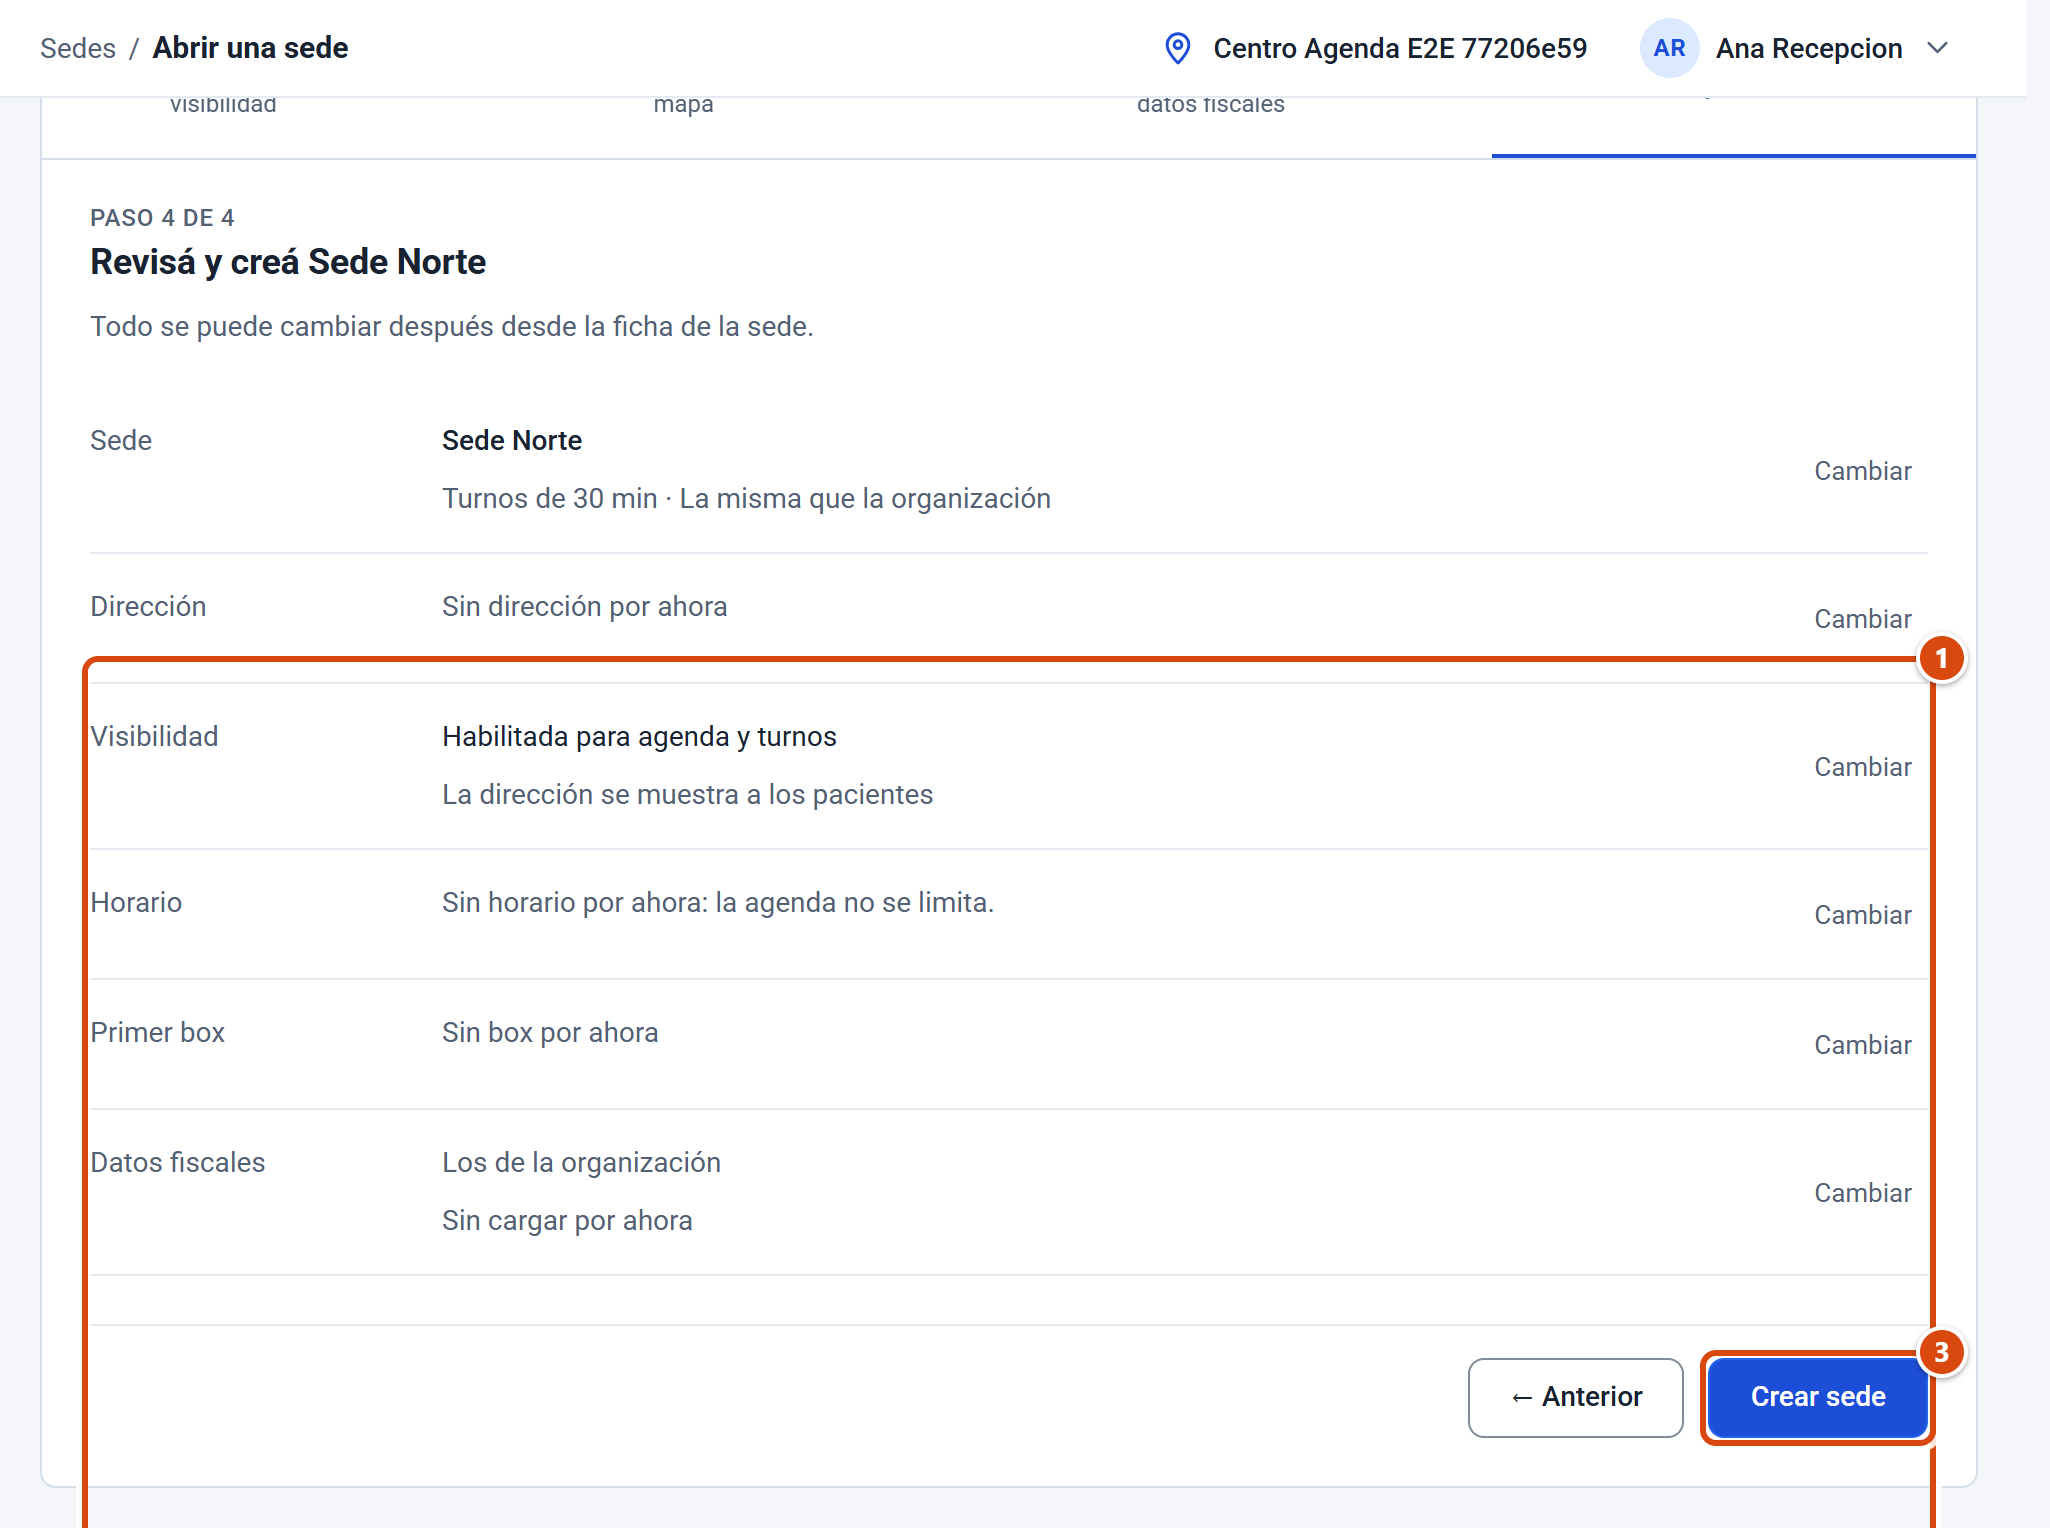 Sedes / Abrir una sede
Centro Agenda E2E 77206e59
AR Ana Recepcion
visibilidad
mapa
datos fiscales
PASO 4 DE 4
Revisá y creá Sede Norte
Todo se puede cambiar después desde la ficha de la sede.
Sede
Sede Norte
Turnos de 30 min · La misma que la organización
Cambiar
Dirección
Sin dirección por ahora
Cambiar
1
Visibilidad
Habilitada para agenda y turnos
La dirección se muestra a los pacientes
Cambiar
Horario
Sin horario por ahora: la agenda no se limita.
Cambiar
Primer box
Sin box por ahora
Cambiar
Datos fiscales
Los de la organización
Sin cargar por ahora
Cambiar
3
← Anterior
Crear sede